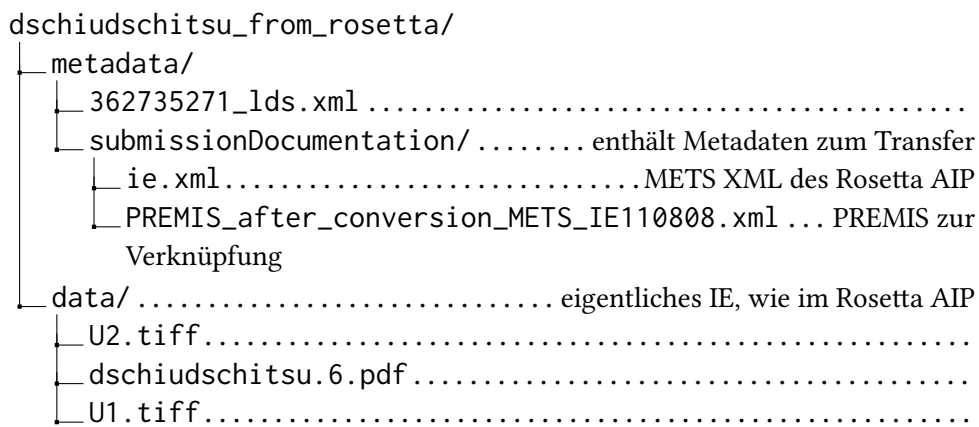 dschiudschitsu_from_rosetta/
metadata/
362735271_lds.xml ..................................................
submissionDocumentation/ ........ enthält Metadaten zum Transfer
ie.xml..............................METS XML des Rosetta AIP
PREMIS_after_conversion_METS_IE110808.xml ... PREMIS zur
Verknüpfung
data/ .............................. eigentliches IE, wie im Rosetta AIP
U2.tiff.......................................................
dschiudschitsu.6.pdf........................................
U1.tiff.......................................................